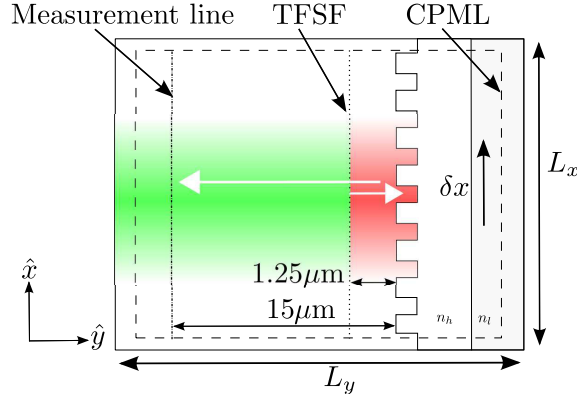 Measurement line
TFSF
CPML
δx
L_x
1.25μm
15μm
x̂
ŷ
n_h
n_l
L_y